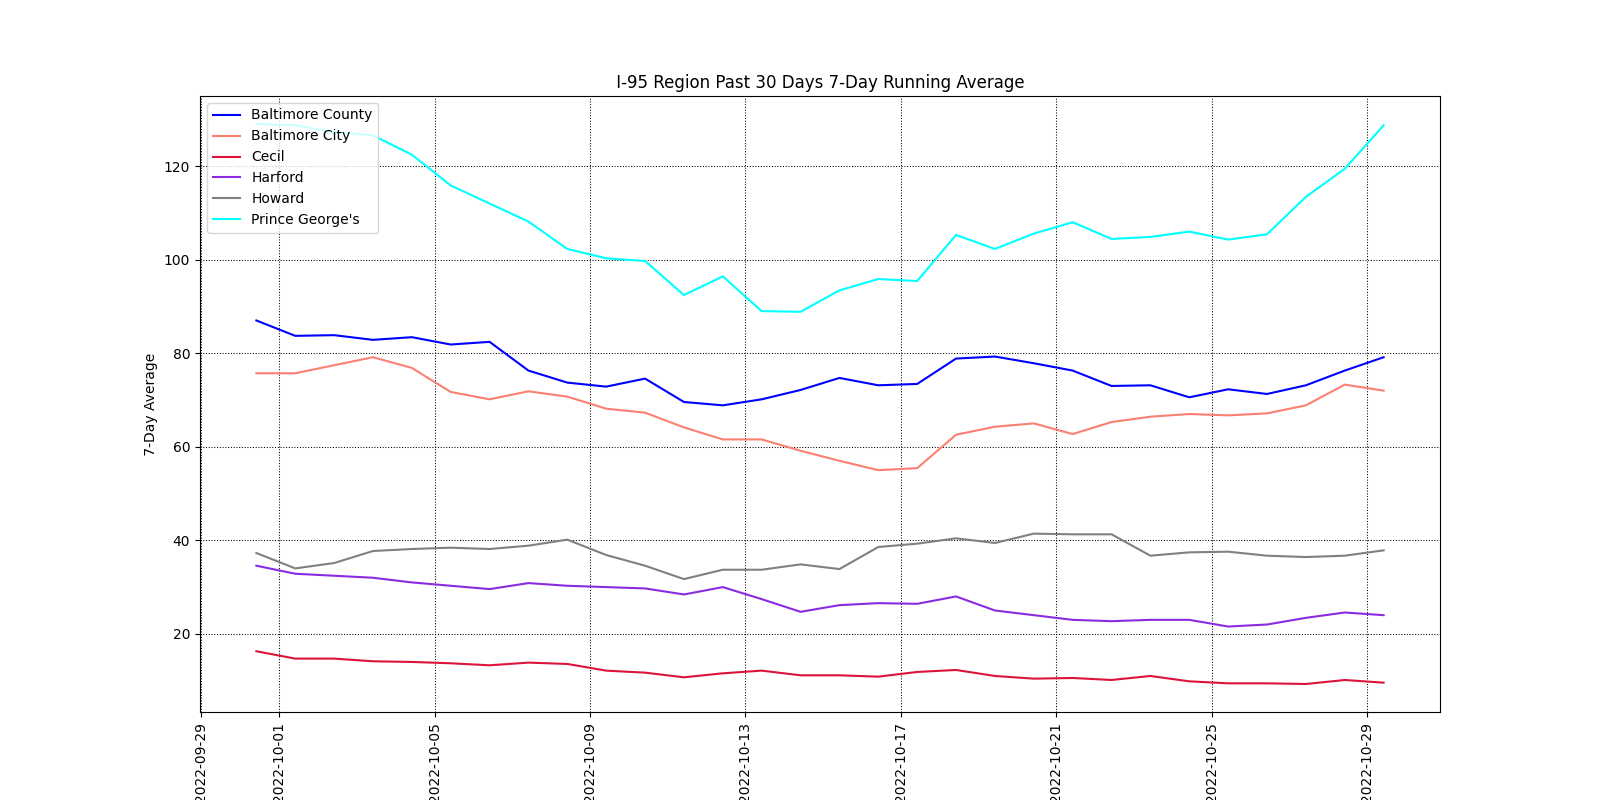 I-95 Region Past 30 Days 7-Day Running Average
Baltimore County
Baltimore City
Cecil
Harford
Howard
Prince George's
7-Day Average
120
100
80
60
40
20
2022-09-29
2022-10-01
2022-10-05
2022-10-09
2022-10-13
2022-10-17
2022-10-21
2022-10-25
2022-10-29